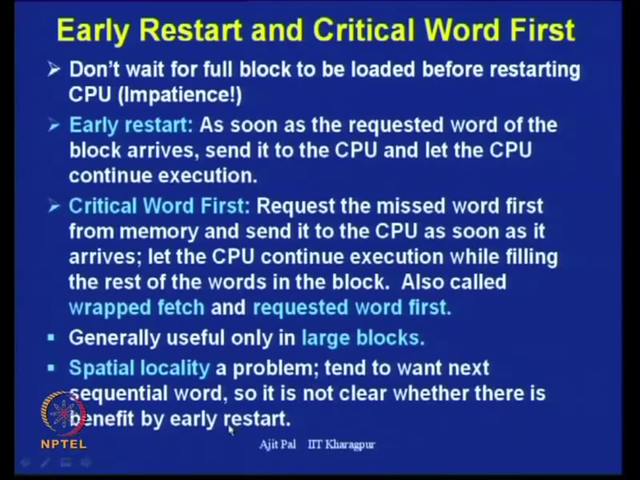 Early Restart and Critical Word First
Don't wait for full block to be loaded before restarting
CPU (Impatience!)
Early restart: As soon as the requested word of the
block arrives, send it to the CPU and let the CPU
continue execution.
Critical Word First: Request the missed word first
from memory and send it to the CPU as soon as it
arrives; let the CPU continue execution while filling
the rest of the words in the block. Also called
wrapped fetch and requested word first.
Generally useful only in large blocks.
Spatial locality a problem; tend to want next
sequential word, so it is not clear whether there is
benefit by early restart.
NPTEL
Ajit Pal IIT Kharagpur